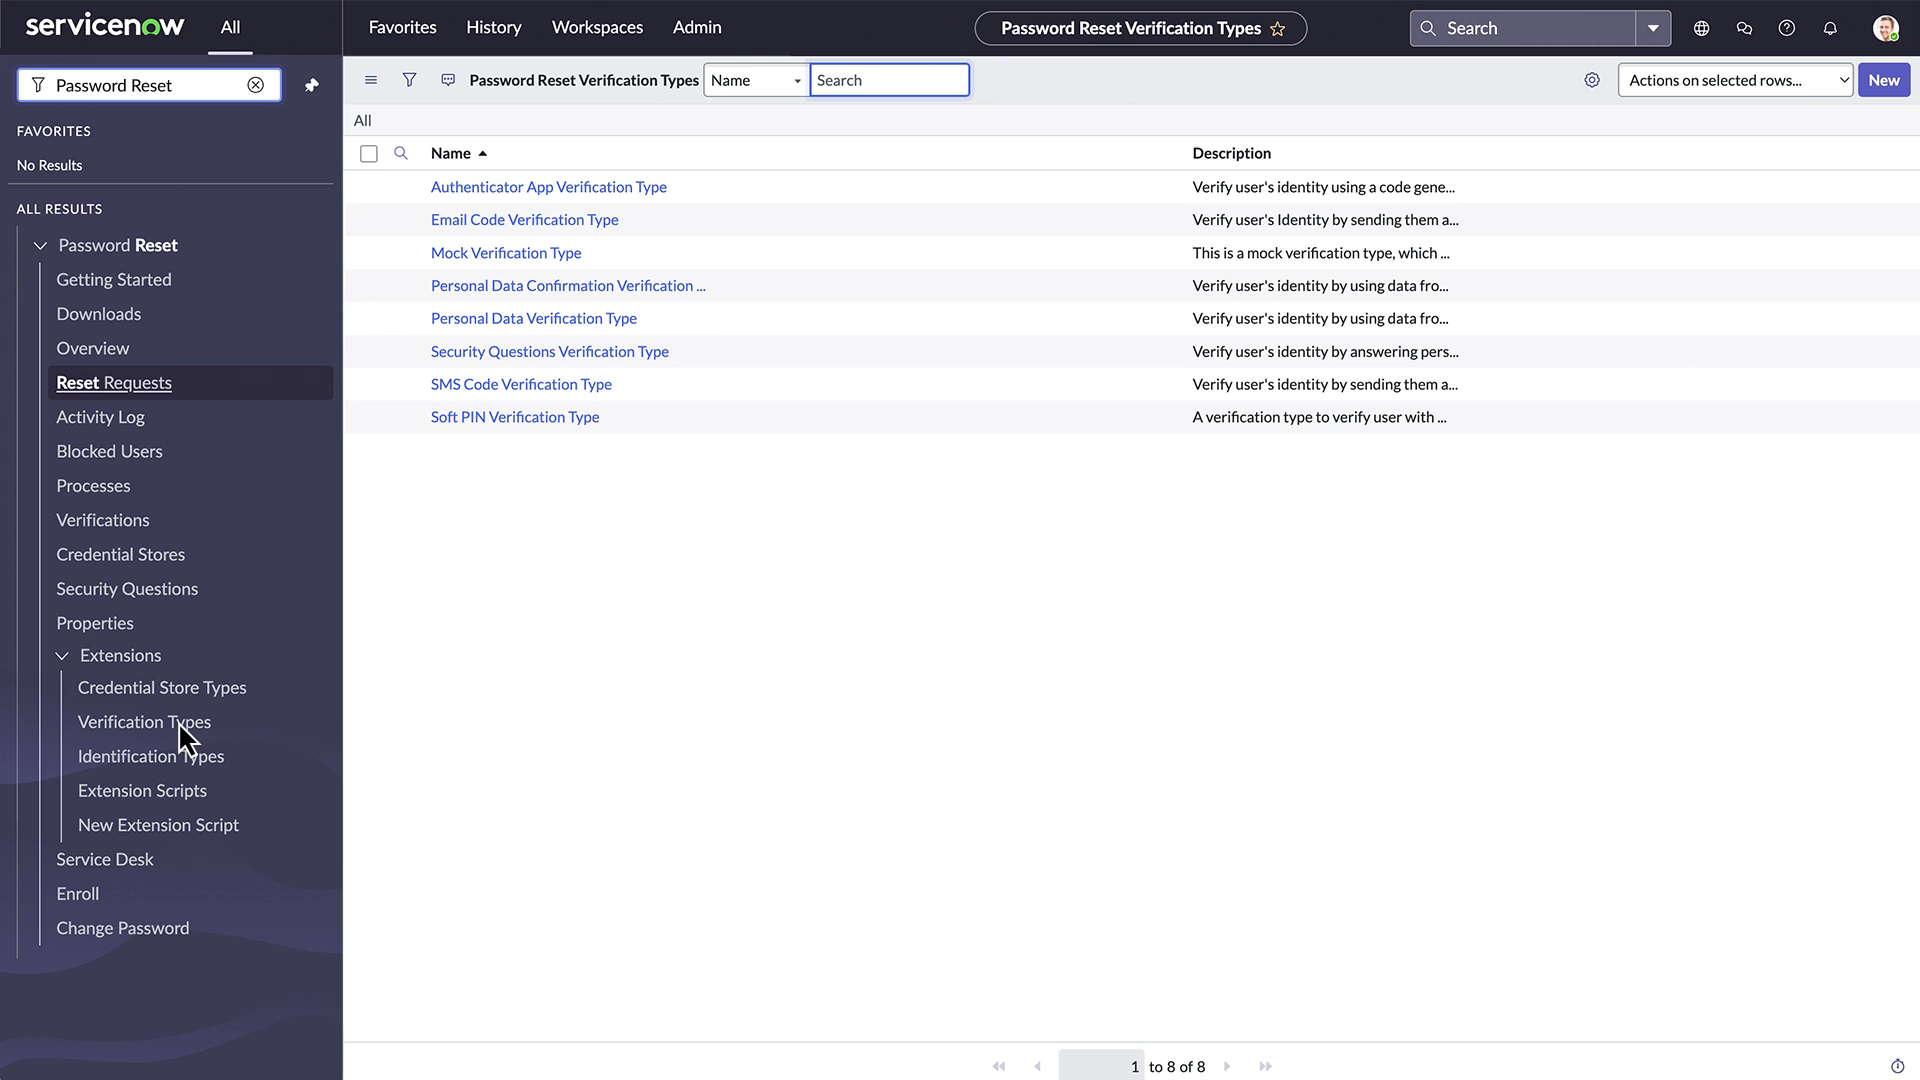 servicenow
All
Favorites
History
Workspaces
Admin
Password Reset Verification Types
Search
Password Reset
FAVORITES
No Results
ALL RESULTS
Password Reset
Getting Started
Downloads
Overview
Reset Requests
Activity Log
Blocked Users
Processes
Verifications
Credential Stores
Security Questions
Properties
Extensions
Credential Store Types
Verification Types
Identification Types
Extension Scripts
New Extension Script
Service Desk
Enroll
Change Password
Password Reset Verification Types
Name
Search
Actions on selected rows...
New
All
Name
Description
Authenticator App Verification Type
Verify user's identity using a code gene...
Email Code Verification Type
Verify user's Identity by sending them a...
Mock Verification Type
This is a mock verification type, which ...
Personal Data Confirmation Verification ...
Verify user's identity by using data fro...
Personal Data Verification Type
Verify user's identity by using data fro...
Security Questions Verification Type
Verify user's identity by answering pers...
SMS Code Verification Type
Verify user's identity by sending them a...
Soft PIN Verification Type
A verification type to verify user with ...
1 to 8 of 8